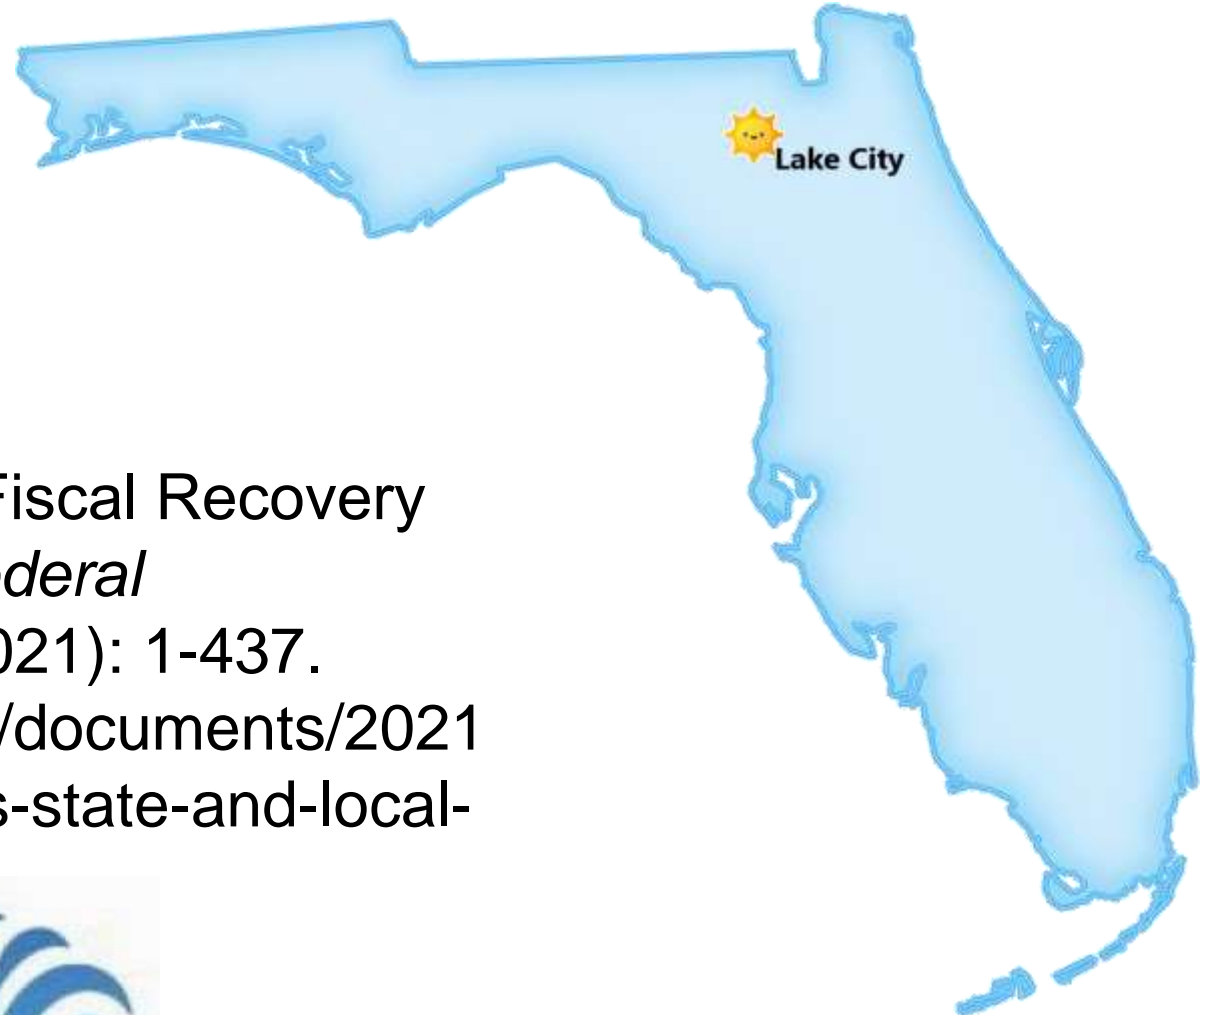 Lake City
Fiscal Recovery
ederal
021): 1-437.
/documents/2021
s-state-and-local-